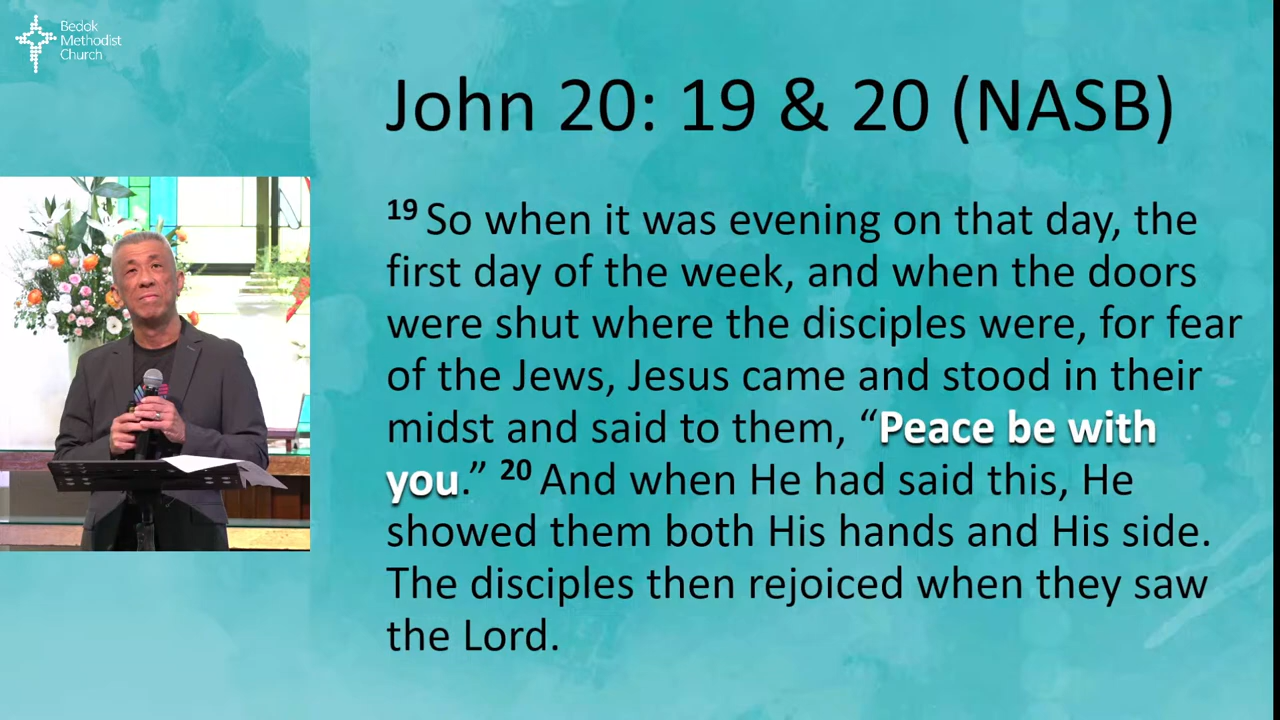 Bedok
Methodist
Church
John 20: 19 & 20 (NASB)
19 So when it was evening on that day, the
first day of the week, and when the doors
were shut where the disciples were, for fear
of the Jews, Jesus came and stood in their
midst and said to them, “Peace be with
you.” 20 And when He had said this, He
showed them both His hands and His side.
The disciples then rejoiced when they saw
the Lord.